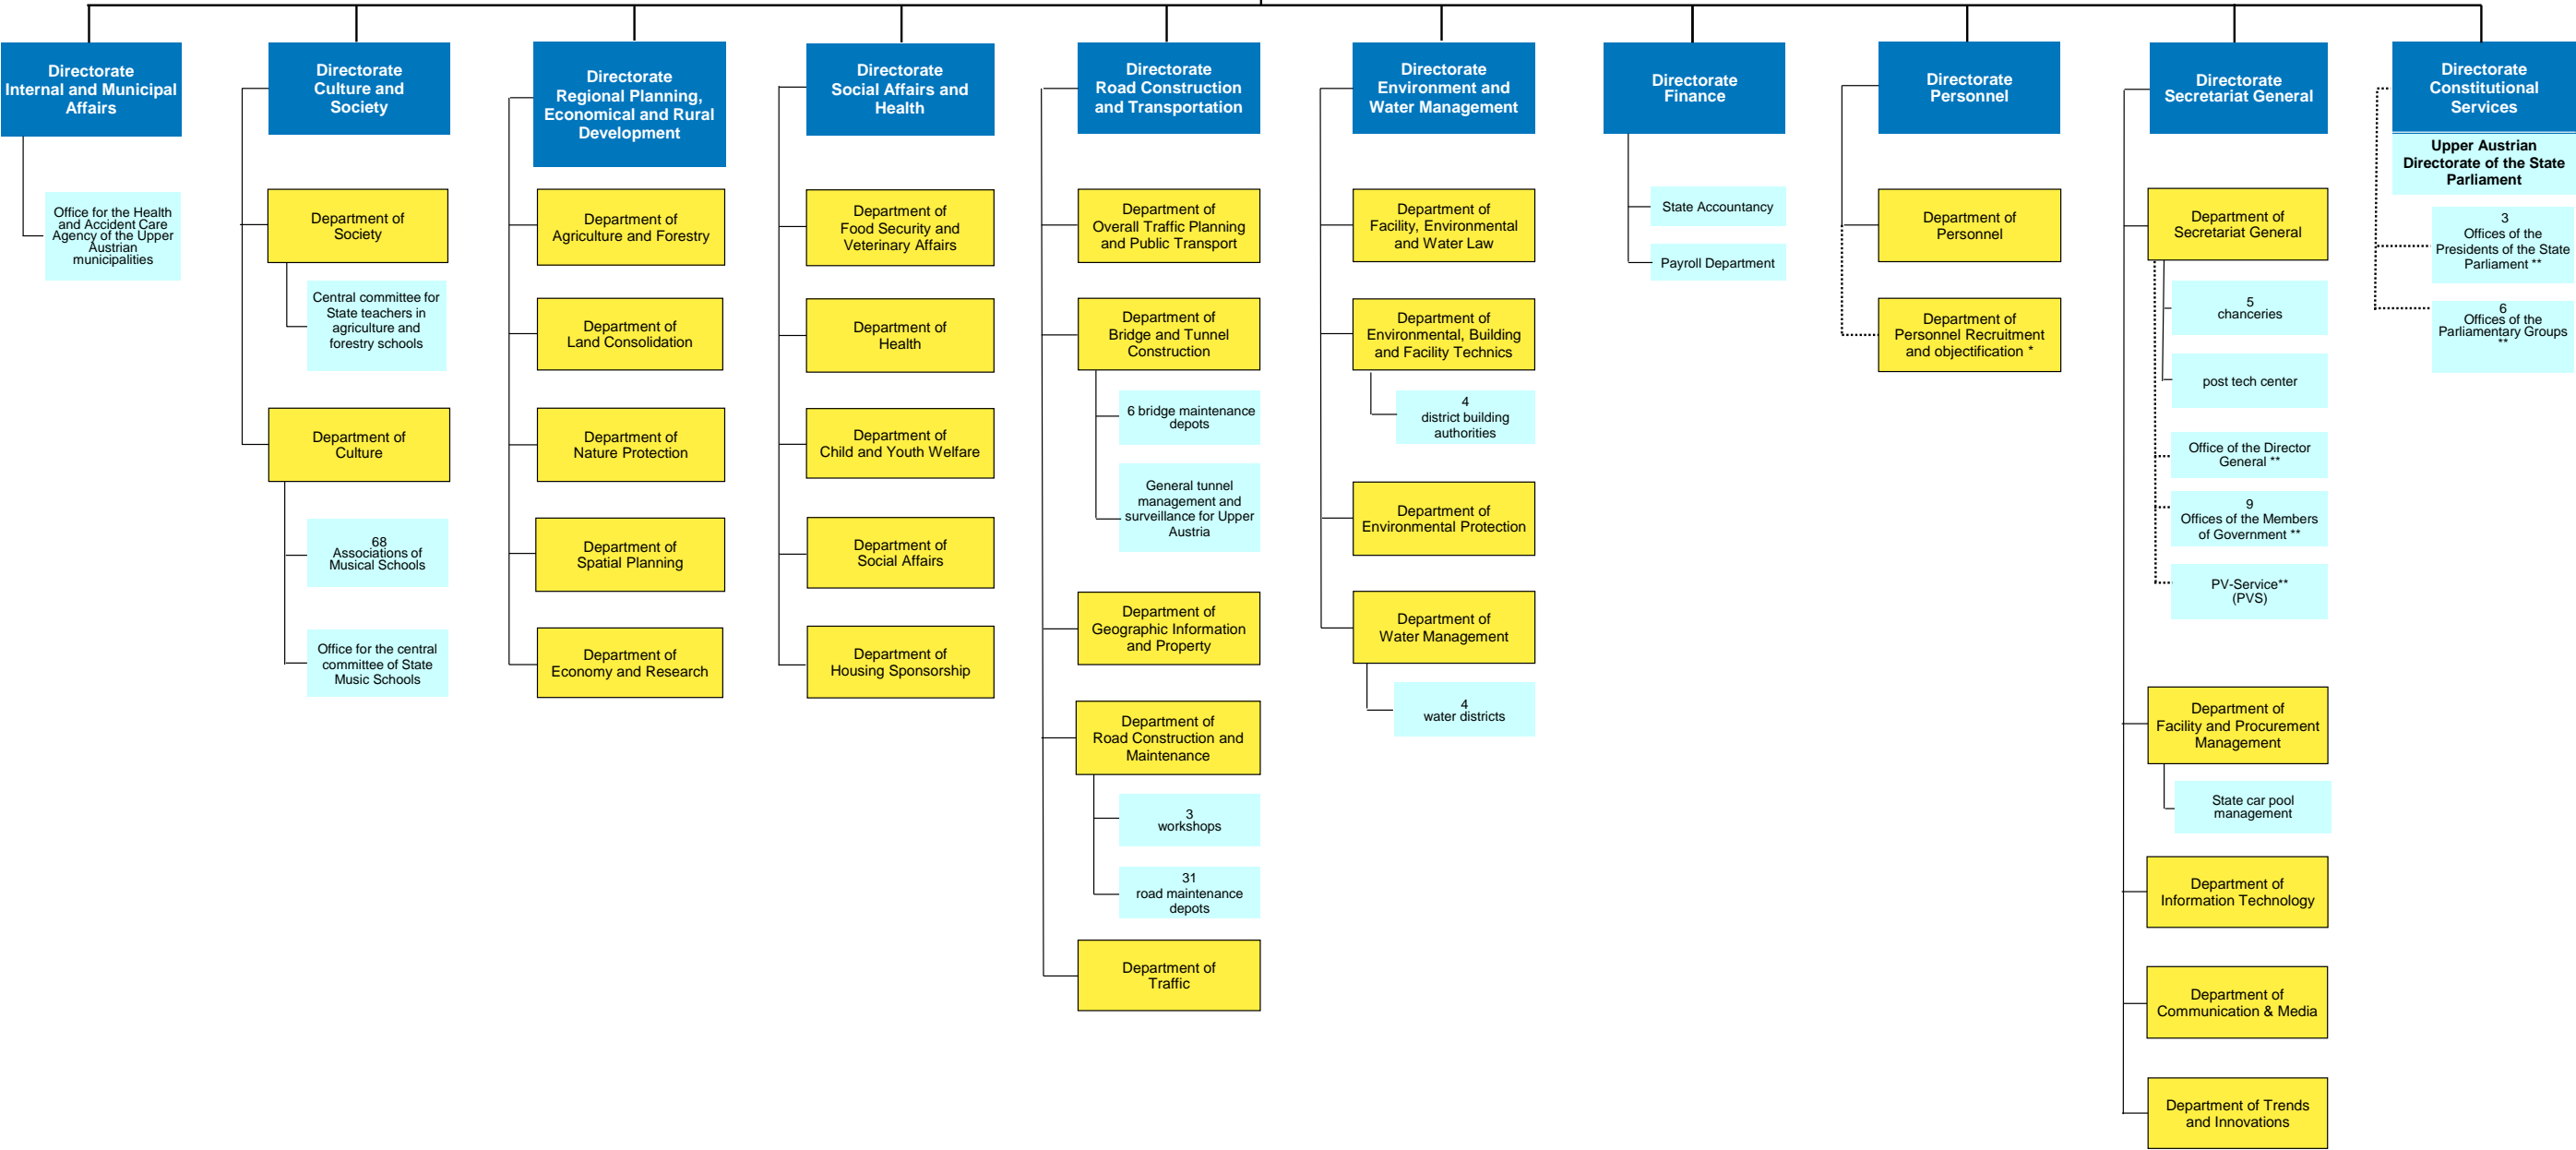 Directorate
Internal and Municipal
Affairs
Office for the Health
and Accident Care
Agency of the Upper
Austrian
municipalities
Directorate
Culture and
Society
Department of
Society
Central committee for
State teachers in
agriculture and
forestry schools
Department of
Culture
68
Associations of
Musical Schools
Office for the central
committee of State
Music Schools
Directorate
Regional Planning,
Economical and Rural
Development
Department of
Agriculture and Forestry
Department of
Land Consolidation
Department of
Nature Protection
Department of
Spatial Planning
Department of
Economy and Research
Directorate
Social Affairs and
Health
Department of
Food Security and
Veterinary Affairs
Department of
Health
Department of
Child and Youth Welfare
Department of
Social Affairs
Department of
Housing Sponsorship
Directorate
Road Construction
and Transportation
Department of
Overall Traffic Planning
and Public Transport
Department of
Bridge and Tunnel
Construction
6 bridge maintenance
depots
General tunnel
management and
surveillance for Upper
Austria
Department of
Geographic Information
and Property
Department of
Road Construction and
Maintenance
3
workshops
31
road maintenance
depots
Department of
Traffic
Directorate
Environment and
Water Management
Department of
Facility, Environmental
and Water Law
Department of
Environmental, Building
and Facility Technics
4
district building
authorities
Department of
Environmental Protection
Department of
Water Management
4
water districts
Directorate
Finance
State Accountancy
Payroll Department
Directorate
Personnel
Department of
Personnel
Department of
Personnel Recruitment
and objectification *
Directorate
Secretariat General
Department of
Secretariat General
5
chanceries
post tech center
Office of the Director
General **
9
Offices of the Members
of Government **
PV-Service**
(PVS)
Department of
Facility and Procurement
Management
State car pool
management
Department of
Information Technology
Department of
Communication & Media
Department of Trends
and Innovations
Directorate
Constitutional
Services
Upper Austrian
Directorate of the State
Parliament
3
Offices of the
Presidents of the State
Parliament **
6
Offices of the
Parliamentary Groups
**